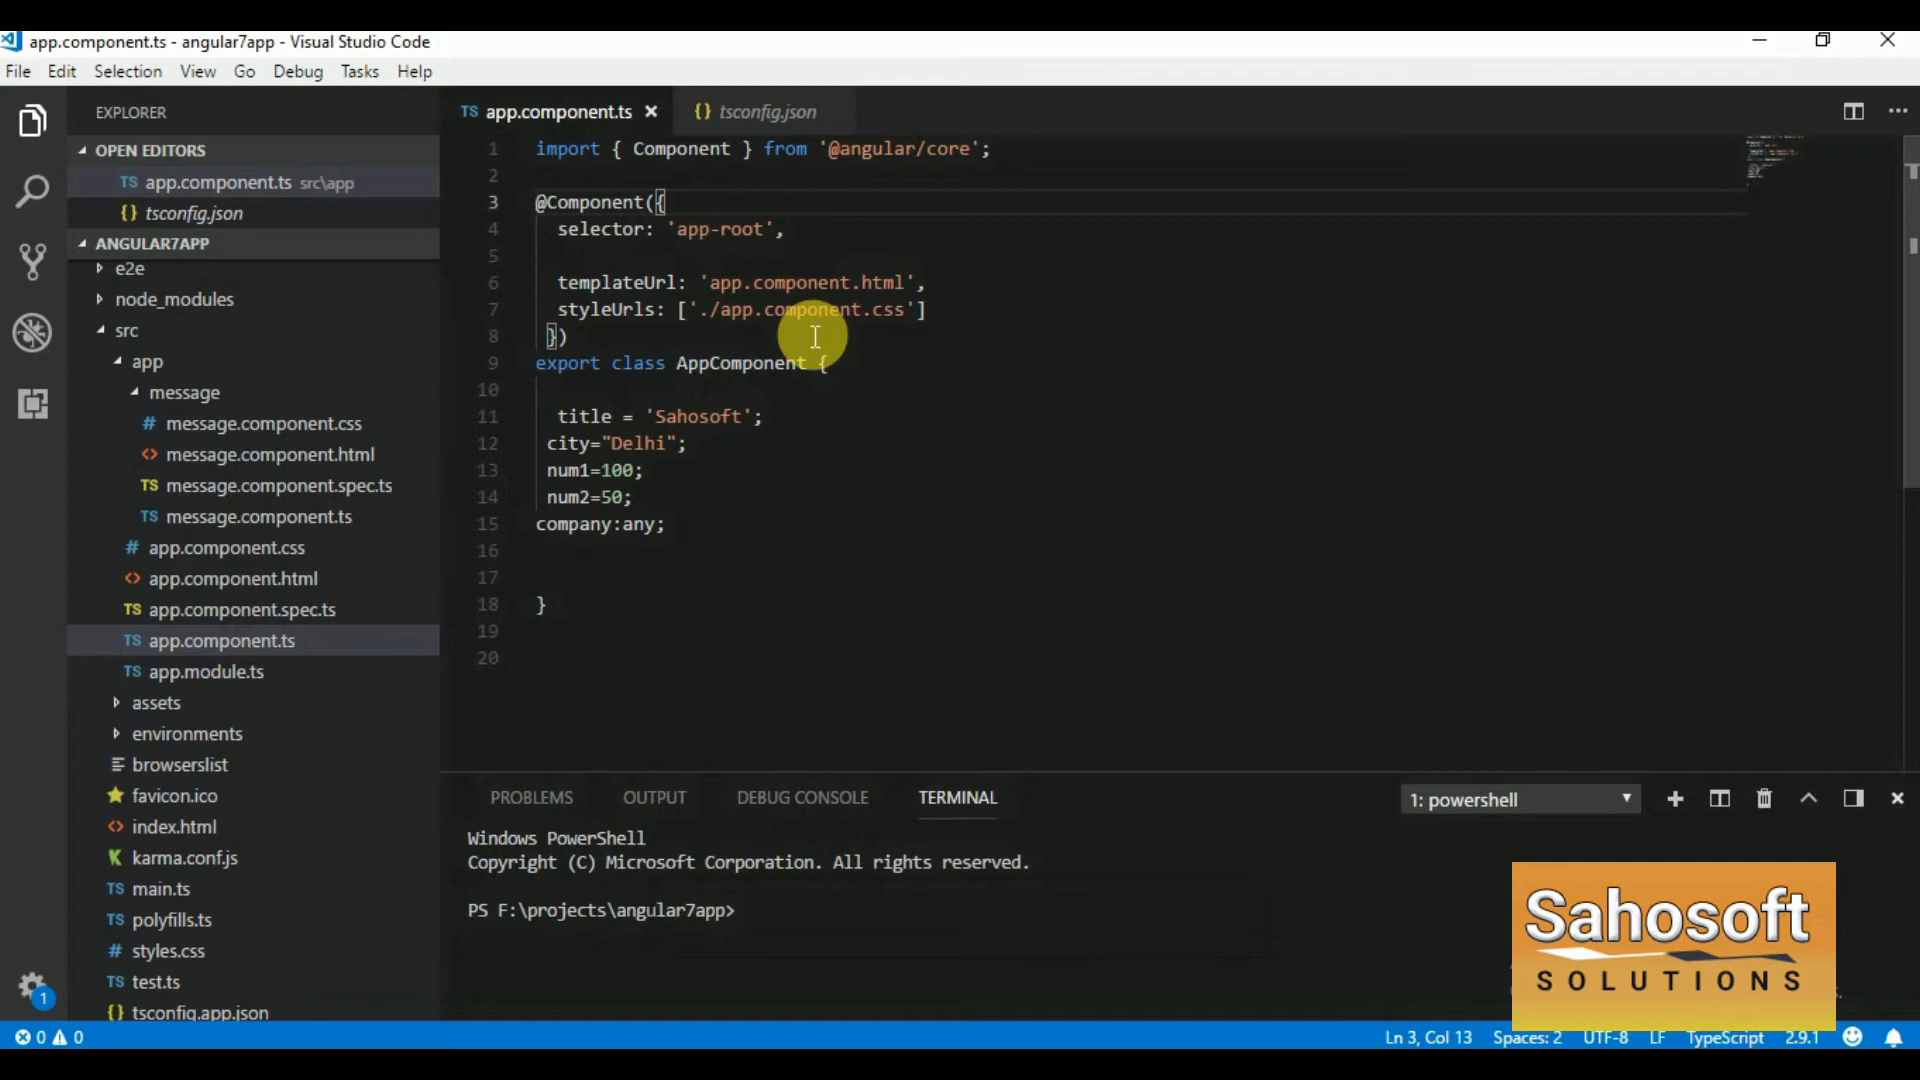 app.component.ts - angular7app - Visual Studio Code
File Edit Selection View Go Debug Tasks Help
EXPLORER
OPEN EDITORS
TS app.component.ts src\app
{} tsconfig.json
ANGULAR7APP
e2e
node_modules
src
app
message
# message.component.css
<> message.component.html
TS message.component.spec.ts
TS message.component.ts
# app.component.css
<> app.component.html
TS app.component.spec.ts
TS app.component.ts
TS app.module.ts
assets
environments
browserslist
favicon.ico
<> index.html
karma.conf.js
TS main.ts
TS polyfills.ts
# styles.css
TS test.ts
{} tsconfig.app.json
1
TS app.component.ts
{} tsconfig.json
1 import { Component } from '@angular/core';
2
3 @Component({
4 selector: 'app-root',
5
6 templateUrl: 'app.component.html',
7 styleUrls: ['./app.component.css']
8 })
9 export class AppComponent {
10
11 title = 'Sahosoft';
12 city="Delhi";
13 num1=100;
14 num2=50;
15 company:any;
16
17
18 }
19
20
PROBLEMS OUTPUT DEBUG CONSOLE TERMINAL
1: powershell
Windows PowerShell
Copyright (C) Microsoft Corporation. All rights reserved.
PS F:\projects\angular7app>
Sahosoft
SOLUTIONS
0 0
Ln 3, Col 13 Spaces: 2 UTF-8 LF TypeScript 2.9.1